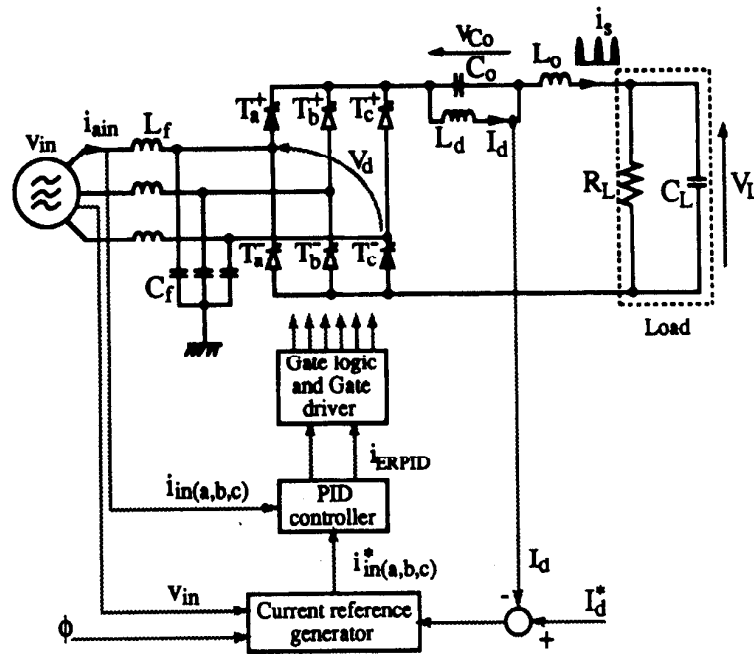 i_s
v_Co
C_o
L_o
T_a^+ T_b^+ T_c^+
L_d I_d
i_ain L_f
v_in
V_d
R_L C_L V_L
T_a^- T_b^- T_c^-
C_f
Load
Gate logic
and Gate
driver
i_ERPID
i_in(a,b,c)
PID
controller
i^*_in(a,b,c)
I_d
v_in
Current reference
generator
- +
I_d^*
ϕ